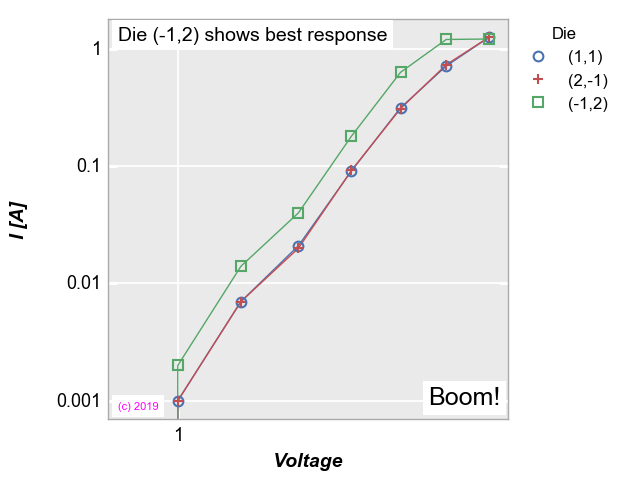 Die (-1,2) shows best response
Die
(1,1)
(2,-1)
(-1,2)
1
0.1
0.01
0.001
I [A]
(c) 2019
Boom!
1
Voltage